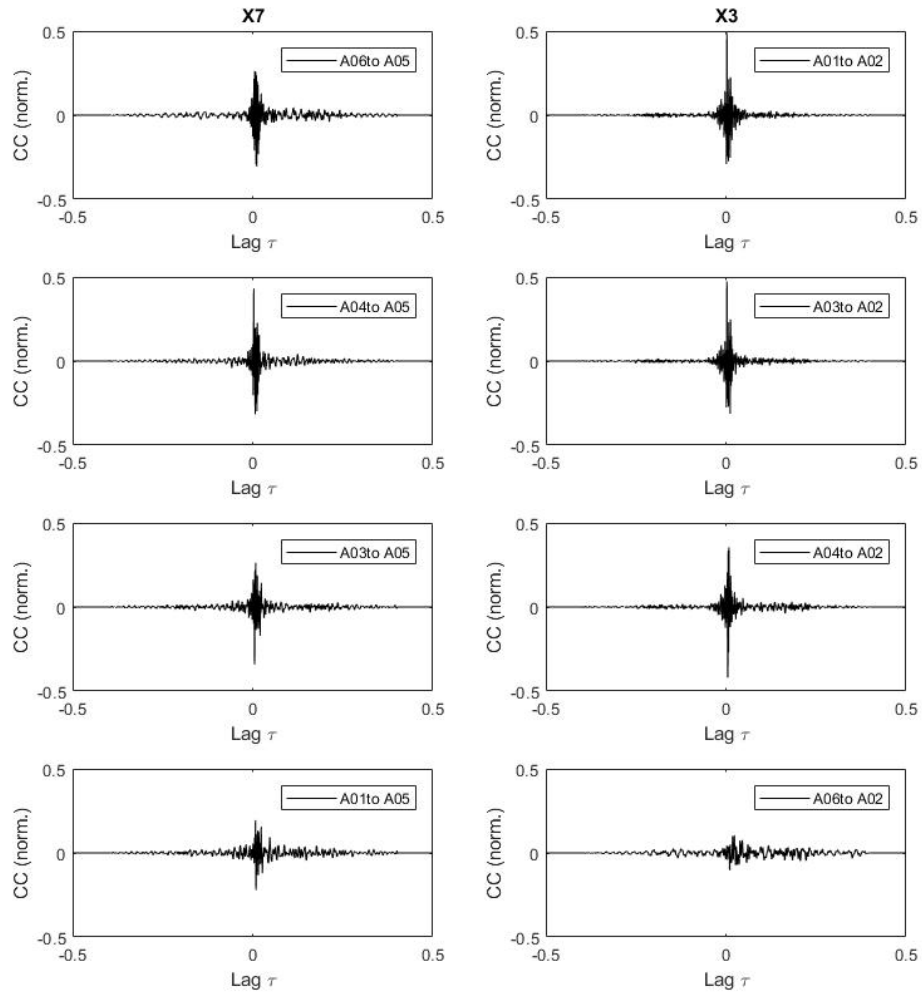 X7
X3
0.5
A06to A05
CC (norm.)
0
-0.5
-0.5 0 0.5
Lag τ
0.5
A01to A02
CC (norm.)
0
-0.5
-0.5 0 0.5
Lag τ
0.5
A04to A05
CC (norm.)
0
-0.5
-0.5 0 0.5
Lag τ
0.5
A03to A02
CC (norm.)
0
-0.5
-0.5 0 0.5
Lag τ
0.5
A03to A05
CC (norm.)
0
-0.5
-0.5 0 0.5
Lag τ
0.5
A04to A02
CC (norm.)
0
-0.5
-0.5 0 0.5
Lag τ
0.5
A01to A05
CC (norm.)
0
-0.5
-0.5 0 0.5
Lag τ
0.5
A06to A02
CC (norm.)
0
-0.5
-0.5 0 0.5
Lag τ